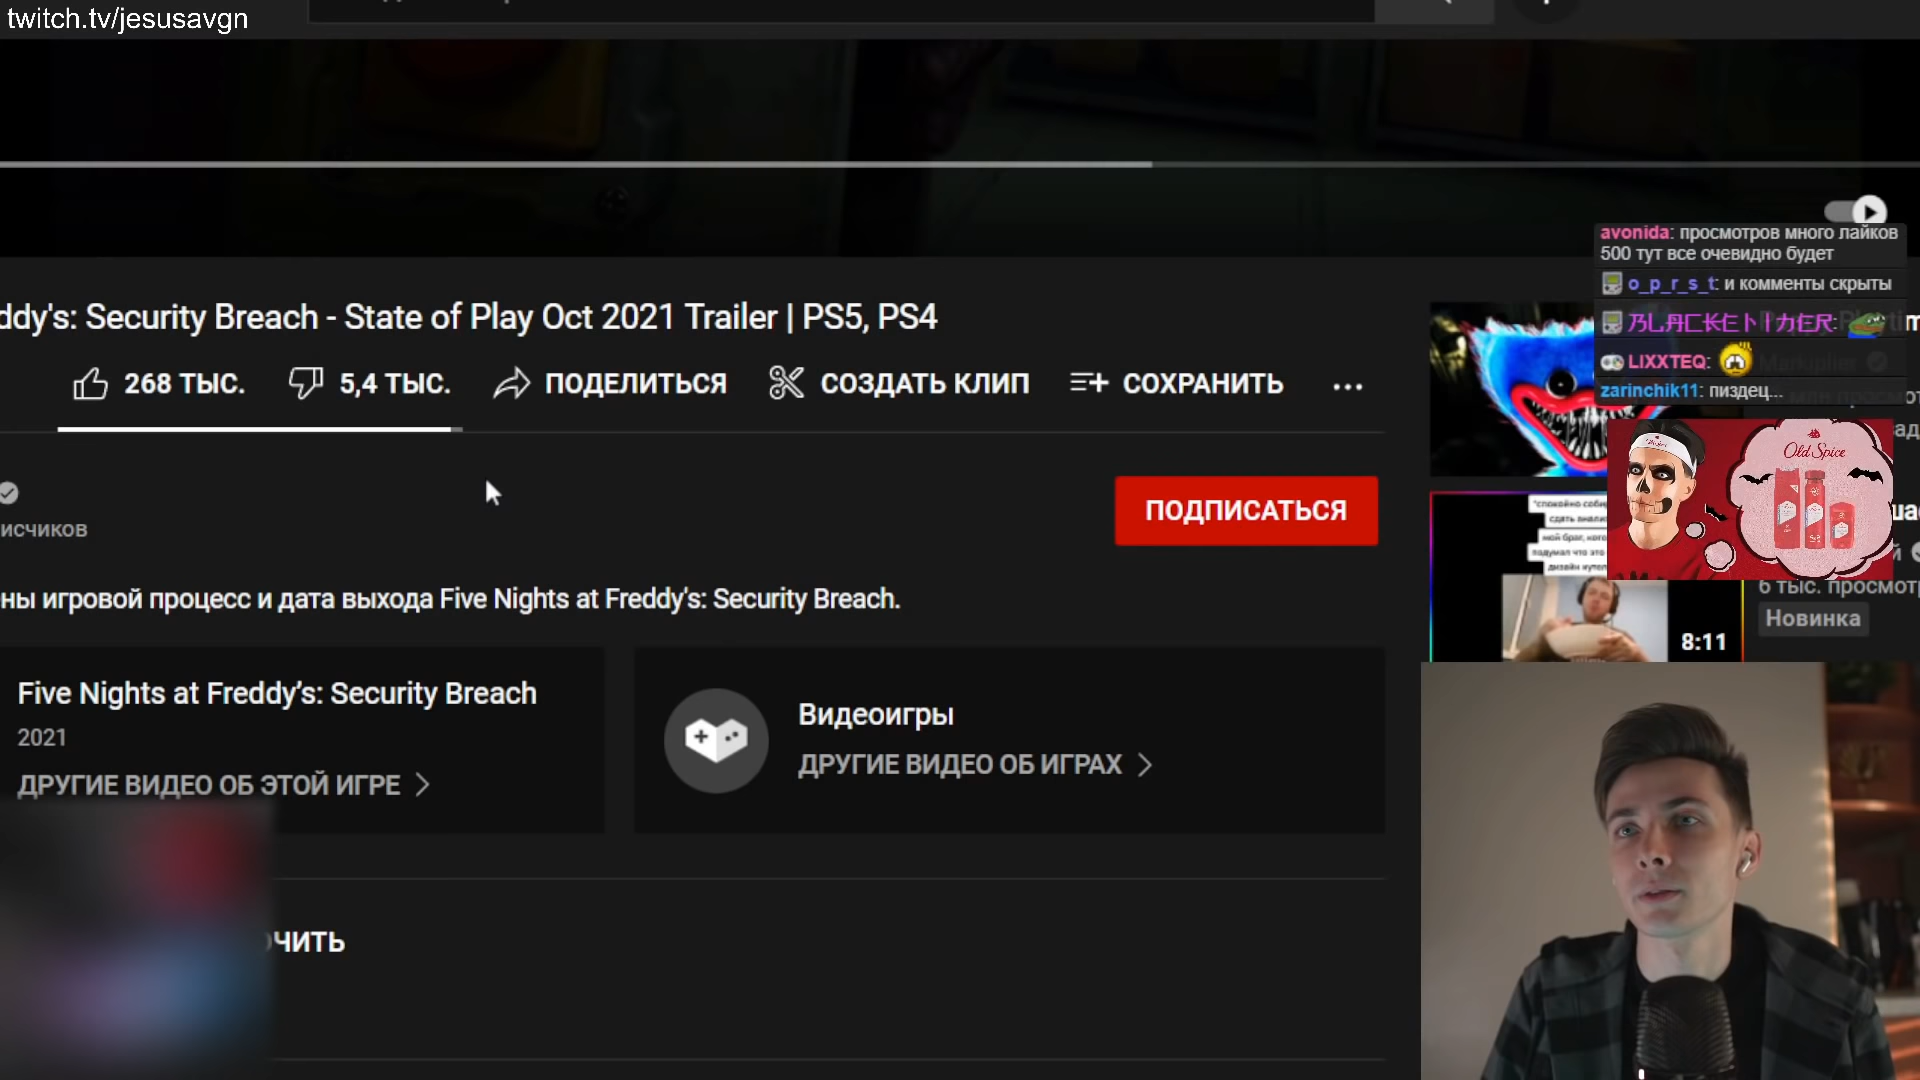 twitch.tv/jesusavgn
avonida: просмотров много лайков
500 тут все очевидно будет
o_p_r_s_t: и комменты скрыты
LIXXTEQ:
zarinchik11: пиздец...
ddy's: Security Breach - State of Play Oct 2021 Trailer | PS5, PS4
268 ТЫС.
5,4 ТЫС.
ПОДЕЛИТЬСЯ
СОЗДАТЬ КЛИП
СОХРАНИТЬ
Markiplier
Old Spice
исчиков
ПОДПИСАТЬСЯ
ны игровой процесс и дата выхода Five Nights at Freddy's: Security Breach.
6 тыс. просмот
Новинка
8:11
Five Nights at Freddy's: Security Breach
2021
ДРУГИЕ ВИДЕО ОБ ЭТОЙ ИГРЕ
Видеоигры
ДРУГИЕ ВИДЕО ОБ ИГРАХ
ЧИТЬ